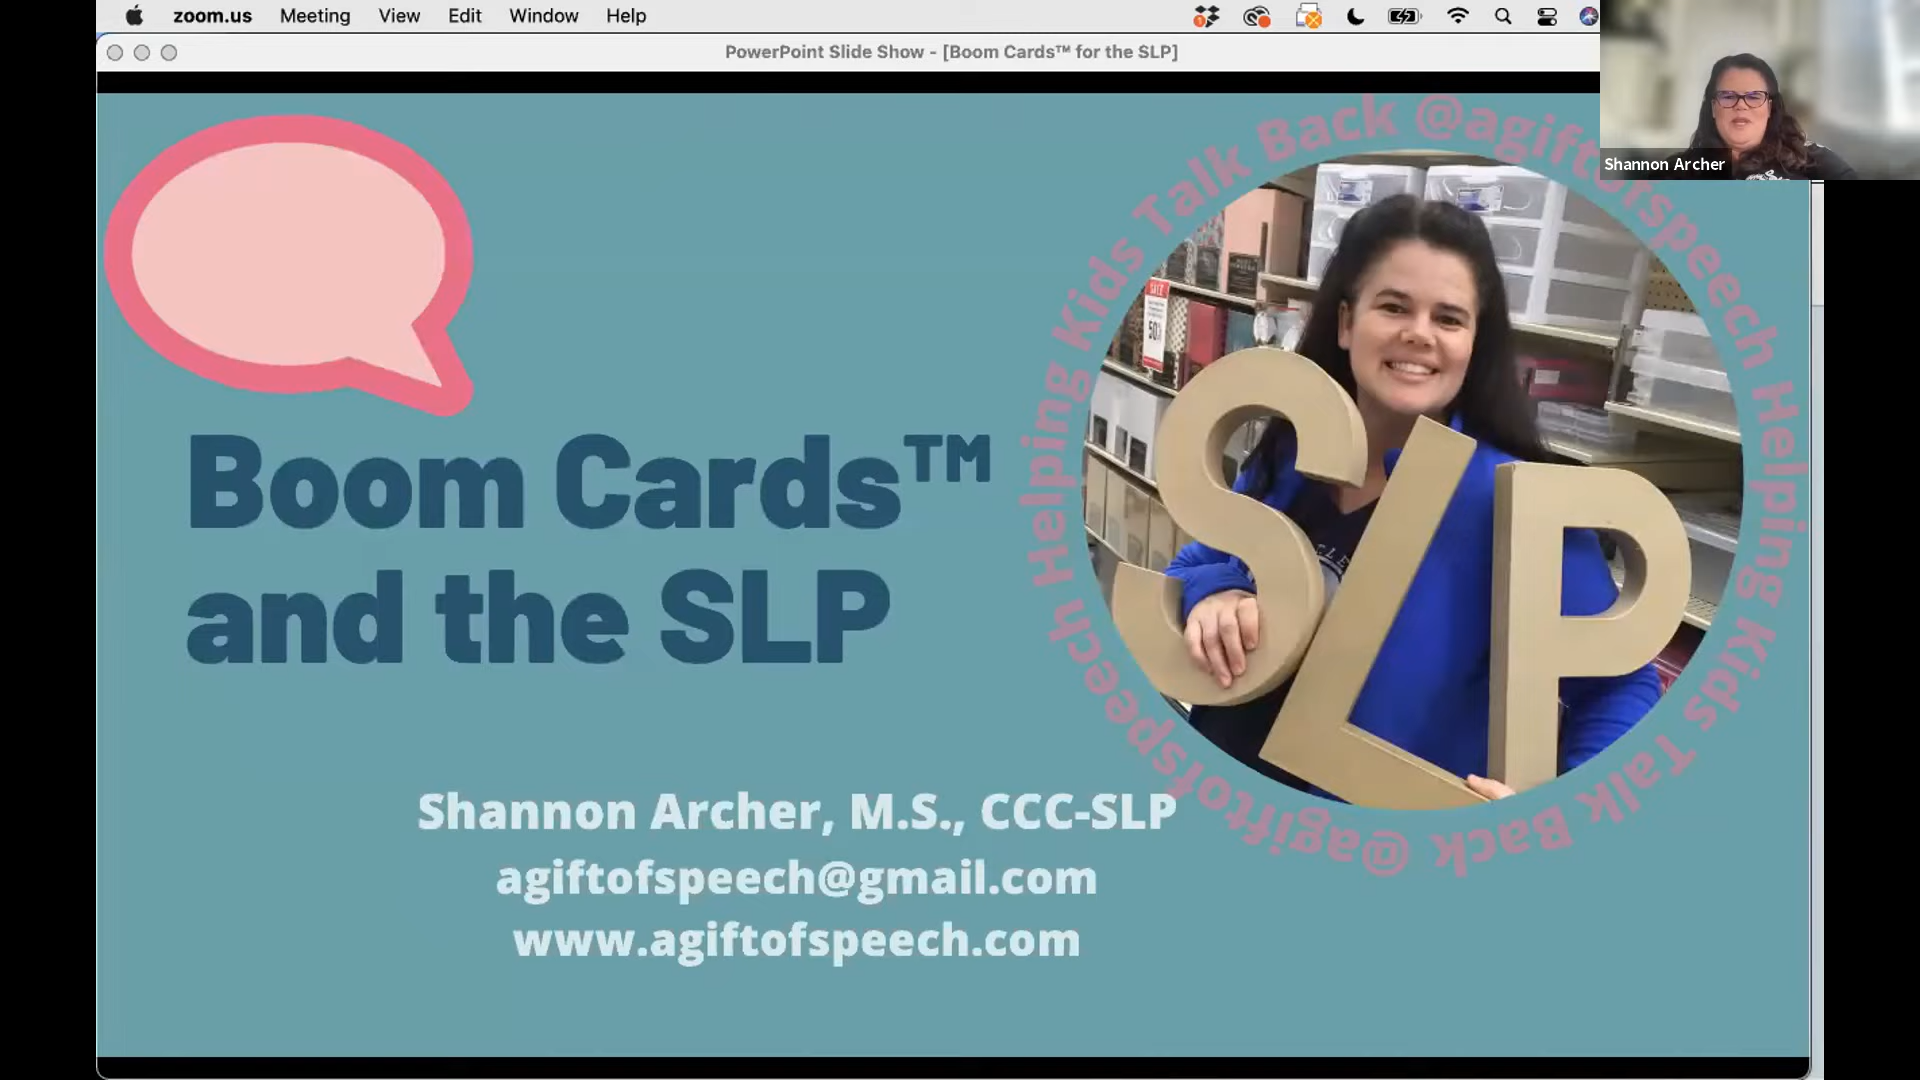 zoom.us Meeting View Edit Window Help
PowerPoint Slide Show - [Boom Cards™ for the SLP]
Shannon Archer
Helping Kids Talk Back @agiftofspeech Helping Kids Talk Back @agiftofspeech
SALE
50
SLP
Boom Cards™
and the SLP
Shannon Archer, M.S., CCC-SLP
agiftofspeech@gmail.com
www.agiftofspeech.com